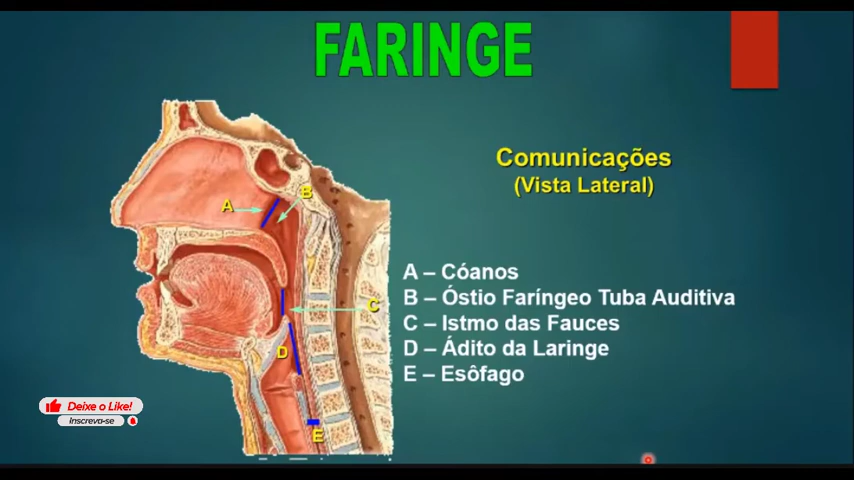 FARINGE
Comunicações
(Vista Lateral)
A
B
C
D
E
A – Cóanos
B – Óstio Faríngeo Tuba Auditiva
C – Istmo das Fauces
D – Ádito da Laringe
E – Esôfago
Deixe o Like!
Inscreva-se